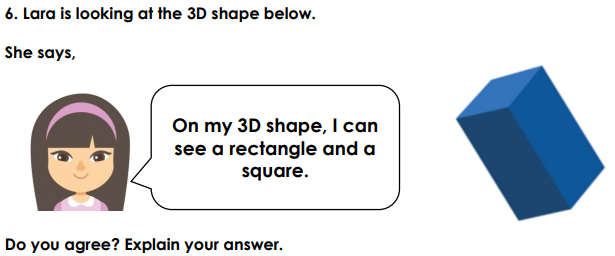 6. Lara is looking at the 3D shape below.
She says,
On my 3D shape, I can
see a rectangle and a
square.
Do you agree? Explain your answer.